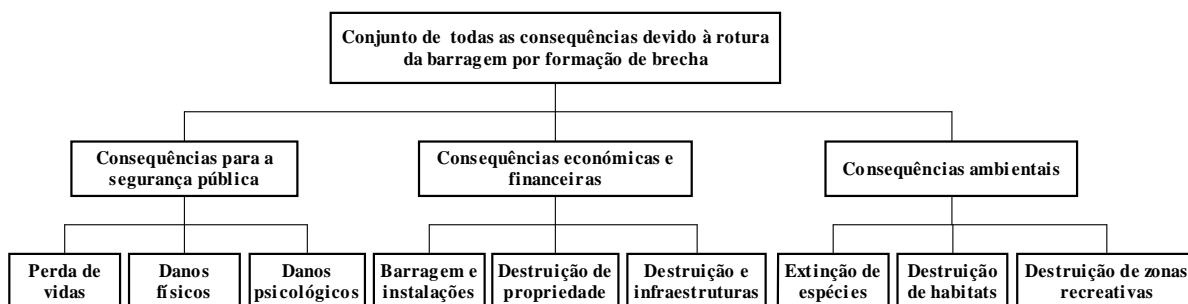 Conjunto de todas as consequências devido à rotura
da barragem por formação de brecha
Consequências para a
segurança pública
Consequências económicas e
financeiras
Consequências ambientais
Perda de
vidas
Danos
físicos
Danos
psicológicos
Barragem e
instalações
Destruição de
propriedade
Destruição e
infraestruturas
Extinção de
espécies
Destruição
de habitats
Destruição de zonas
recreativas